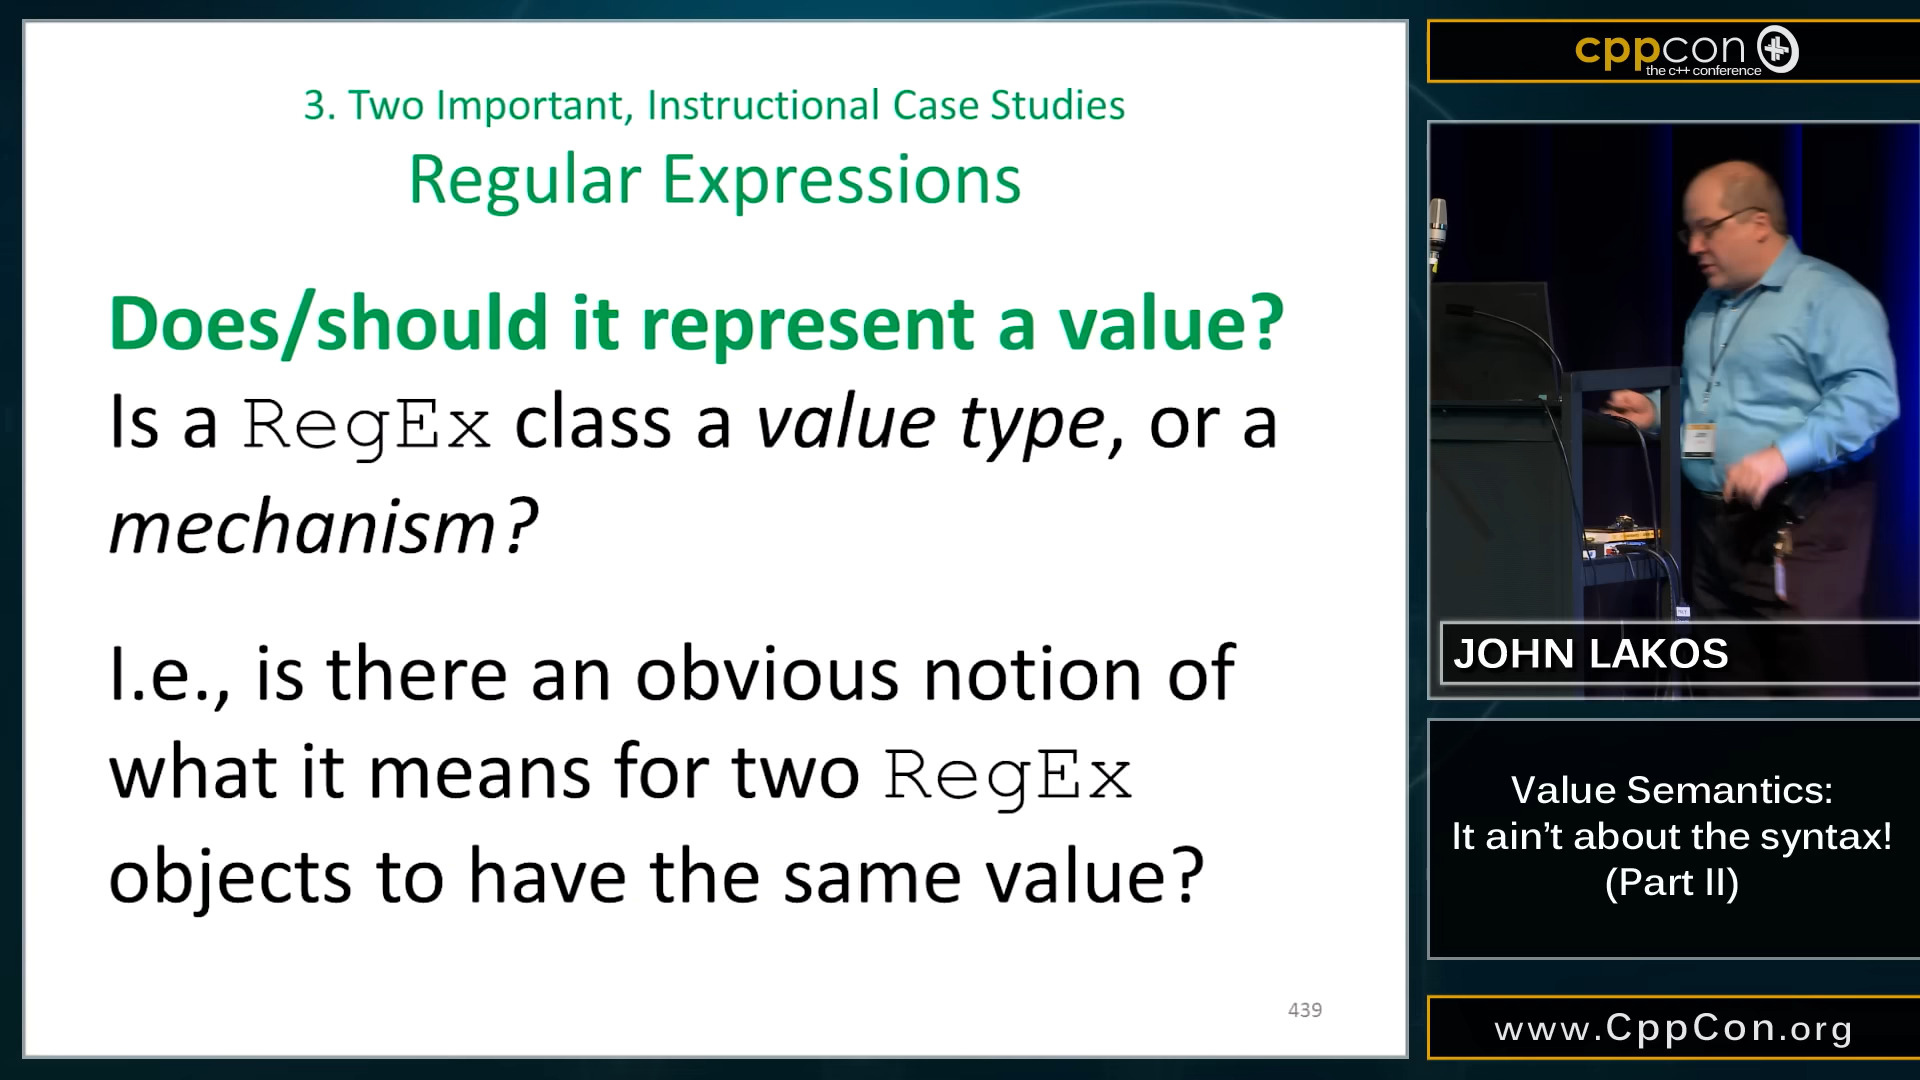 3. Two Important, Instructional Case Studies
Regular Expressions
Does/should it represent a value?
Is a RegEx class a value type, or a
mechanism?
I.e., is there an obvious notion of
what it means for two RegEx
objects to have the same value?
439
cppcon
the c++ conference
JOHN LAKOS
Value Semantics:
It ain’t about the syntax!
(Part II)
www.CppCon.org